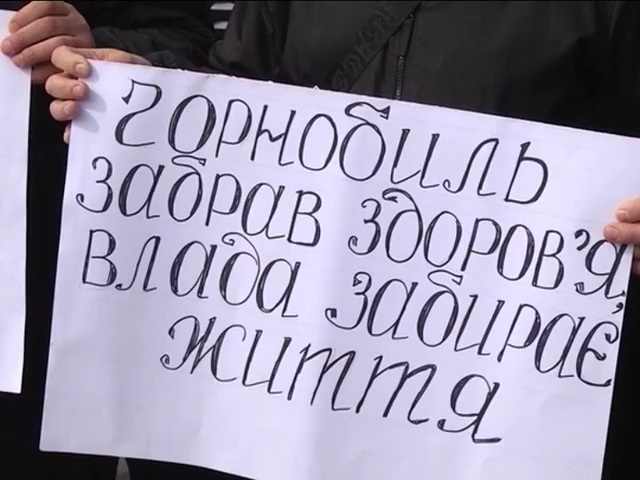 Чорнобиль
забрав здоров'я,
влада забирає
життя